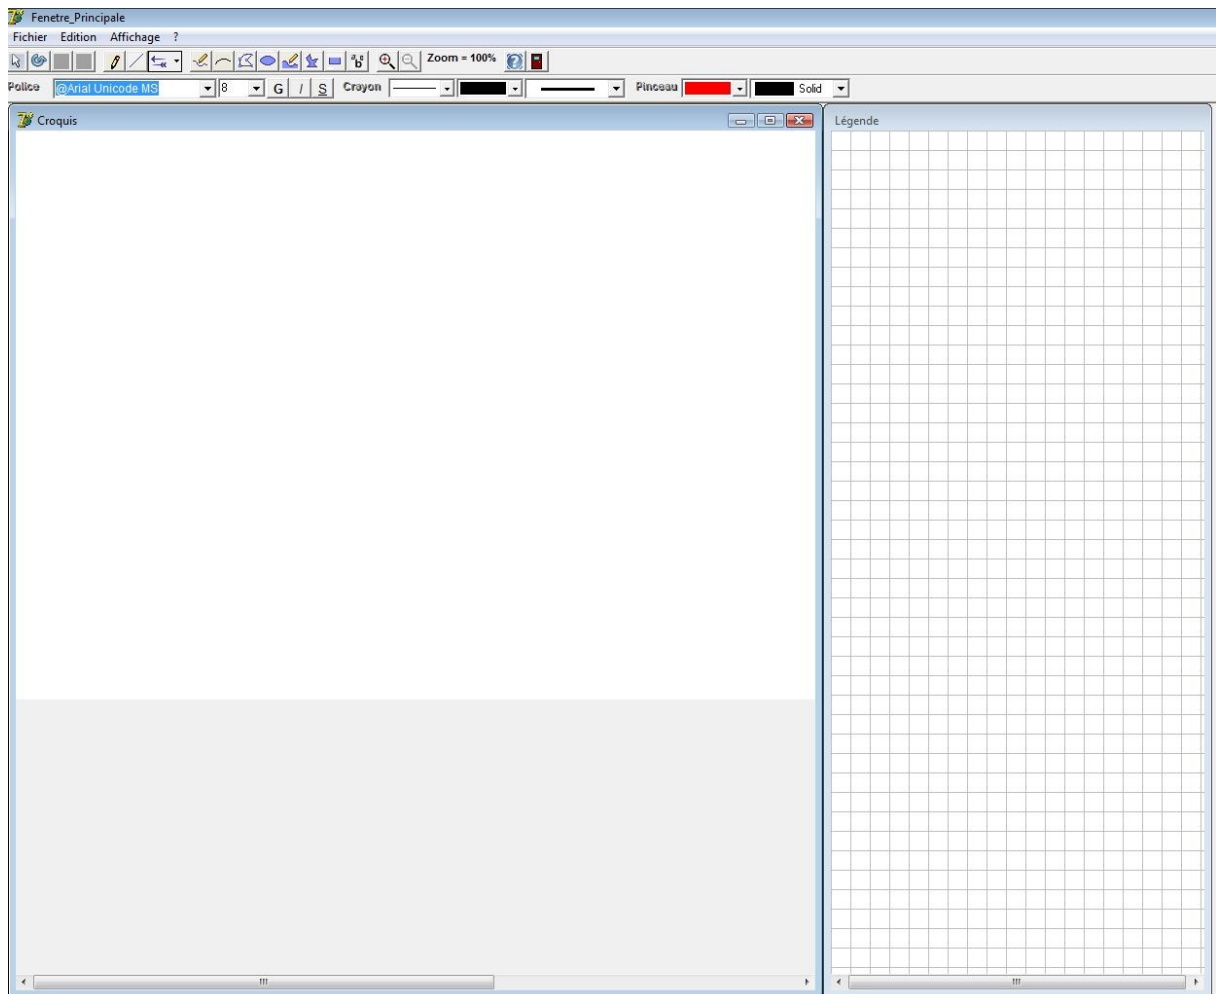 Fenetre_Principale
Fichier Edition Affichage ?
Zoom = 100%
Police @Arial Unicode MS 8 G I S Crayon Pinceau Solid
Croquis
Légende